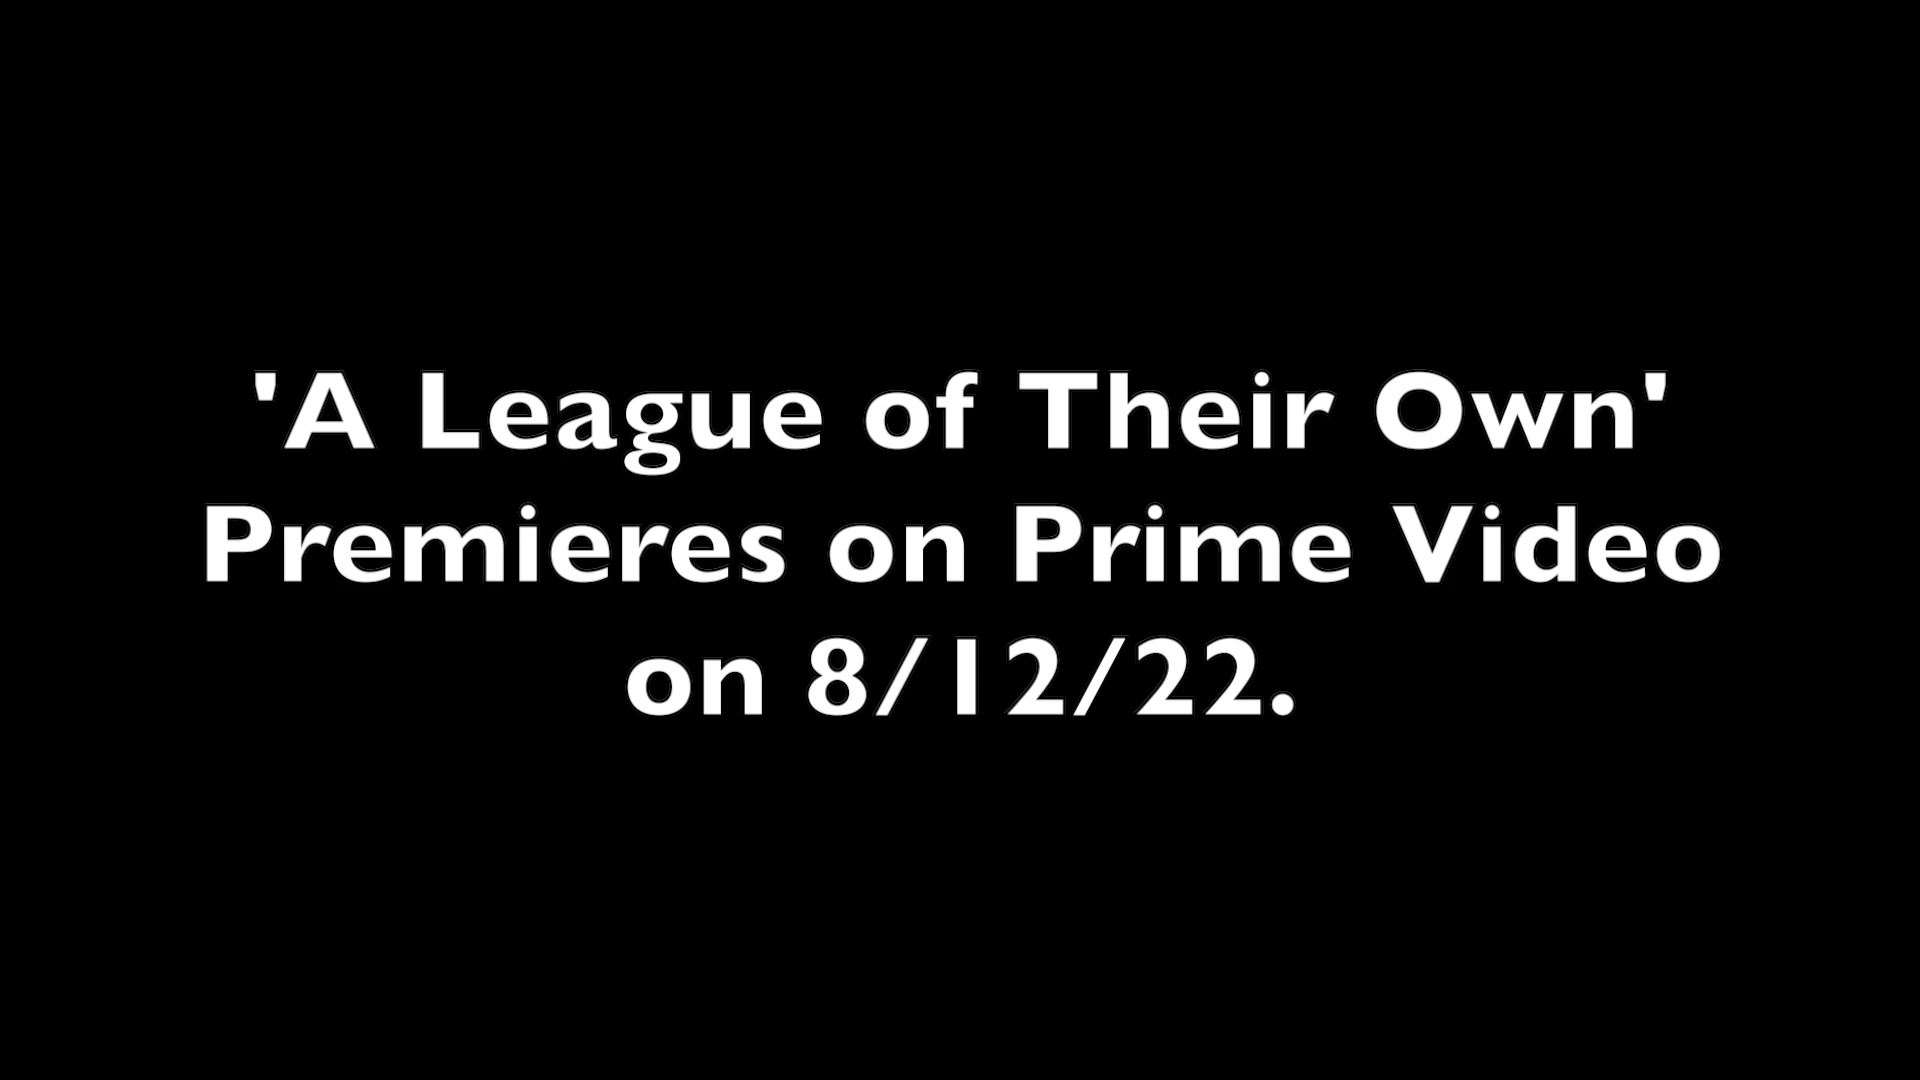 'A League of Their Own'
Premieres on Prime Video
on 8/12/22.